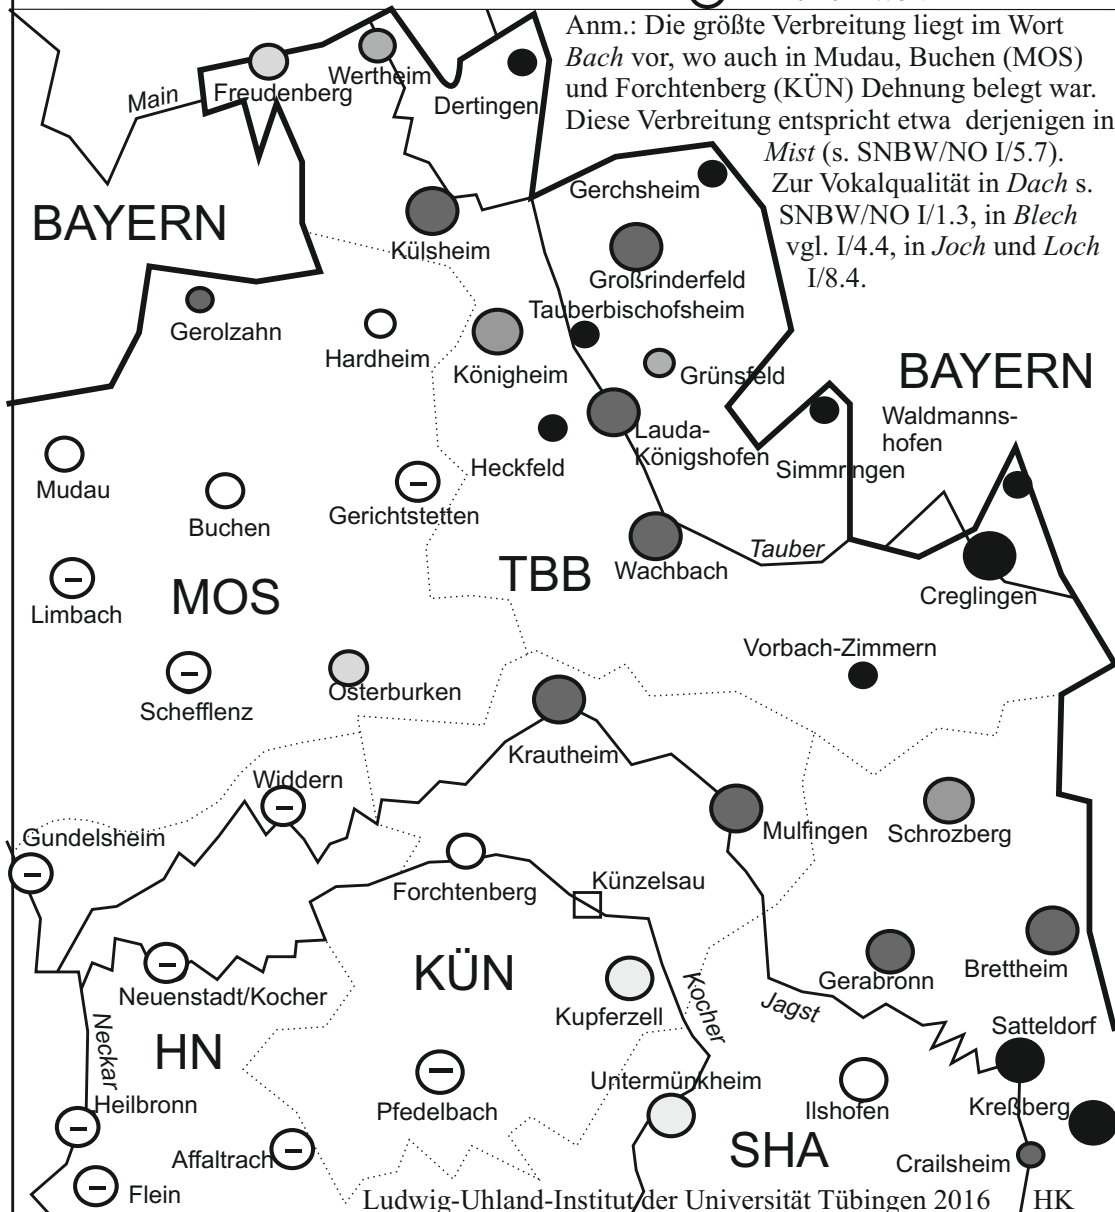 Anm.: Die größte Verbreitung liegt im Wort
Bach vor, wo auch in Mudau, Buchen (MOS)
und Forchtenberg (KÜN) Dehnung belegt war.
Diese Verbreitung entspricht etwa derjenigen in
Mist (s. SNBW/NO I/5.7).
Zur Vokalqualität in Dach s.
SNBW/NO I/1.3, in Blech
vgl. I/4.4, in Joch und Loch
I/8.4.
Main
Freudenberg
Wertheim
Dertingen
Gerchsheim
BAYERN
Külsheim
Großrinderfeld
Tauberbischofsheim
Gerolzahn
Hardheim
Königheim
Grünsfeld
BAYERN
Lauda-
Königshofen
Waldmanns-
hofen
Heckfeld
Simmringen
Mudau
Buchen
Gerichtstetten
Tauber
TBB
Wachbach
MOS
Limbach
Creglingen
Vorbach-Zimmern
Osterburken
Schefflenz
Krautheim
Widdern
Gundelsheim
Mulfingen
Schrozberg
Forchtenberg
Künzelsau
KÜN
Gerabronn
Brettheim
Neuenstadt/Kocher
Kupferzell
Kocher
Jagst
Neckar
HN
Satteldorf
Untermünkheim
Heilbronn
Pfedelbach
Ilshofen
Kreßberg
SHA
Affaltrach
Crailsheim
Flein
Ludwig-Uhland-Institut der Universität Tübingen 2016 HK